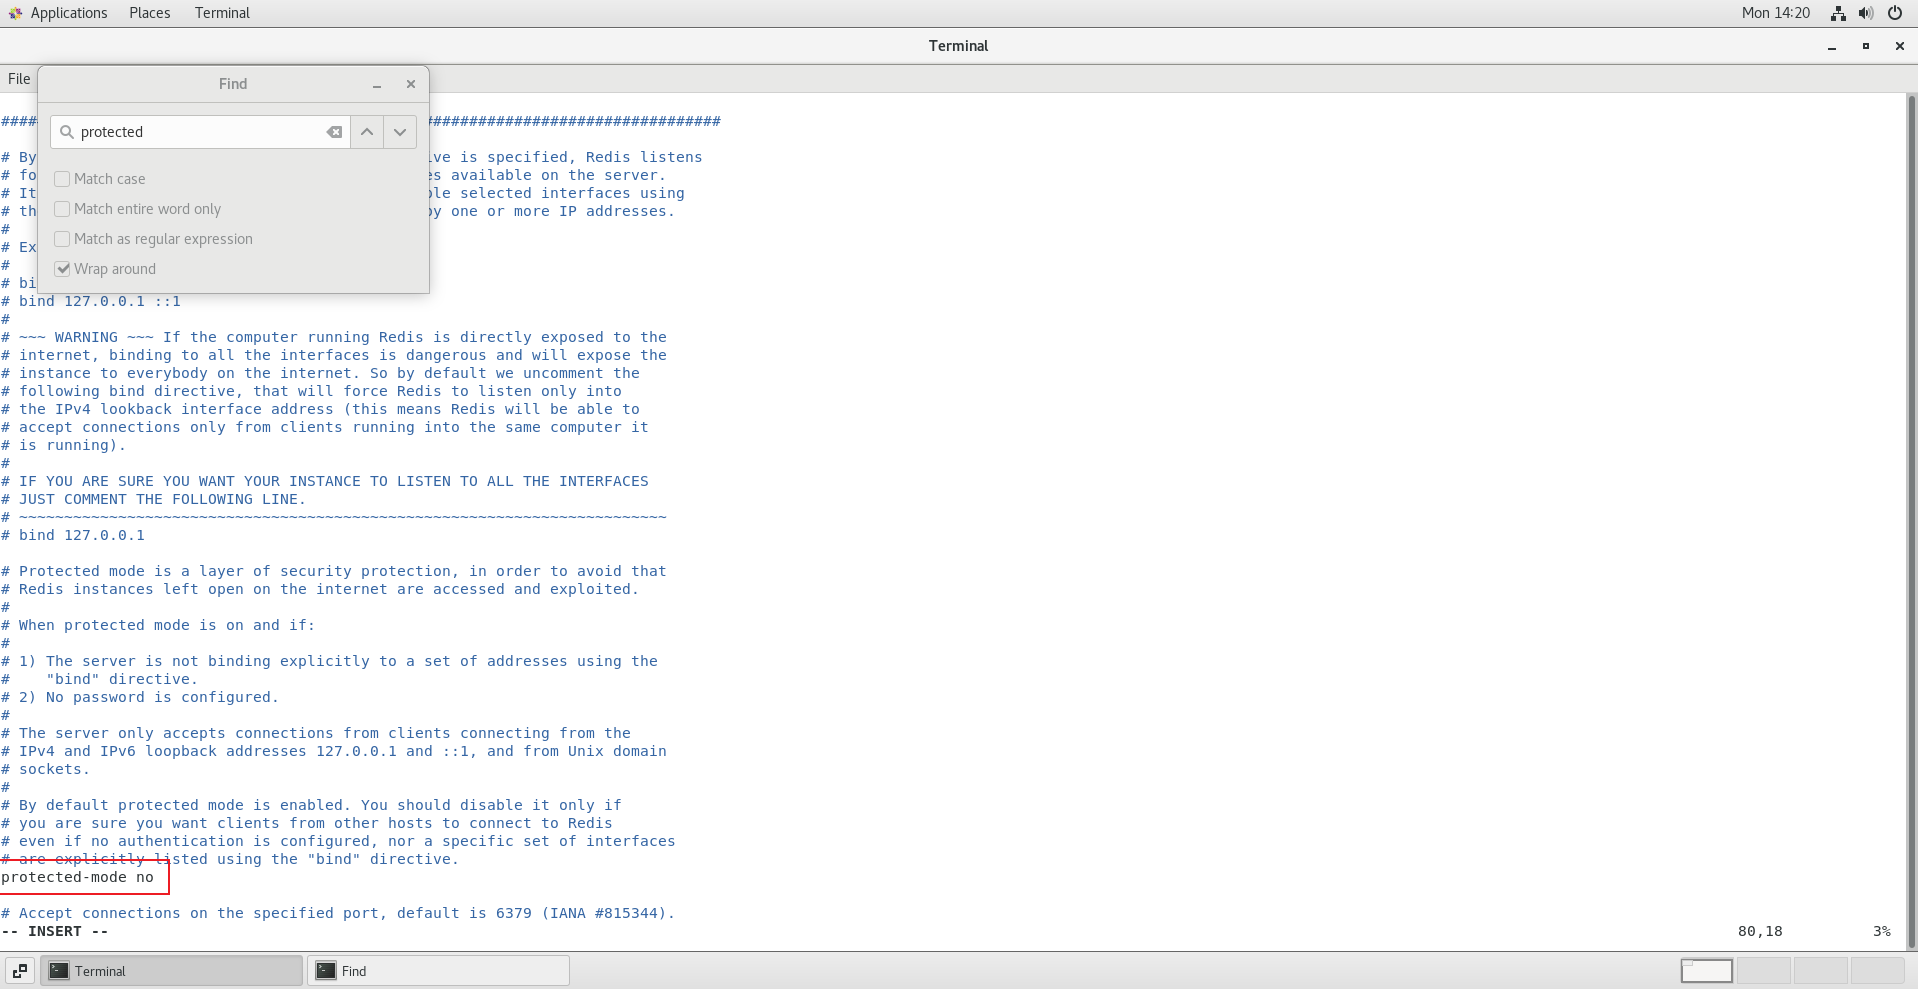 Applications Places Terminal Mon 14:20
Terminal
File
Find
protected
Match case
Match entire word only
Match as regular expression
Wrap around
#### ################################
# By ive is specified, Redis listens
# fo es available on the server.
# It ple selected interfaces using
# th by one or more IP addresses.
#
# Ex
#
# bi
# bind 127.0.0.1 ::1
#
# ~~~ WARNING ~~~ If the computer running Redis is directly exposed to the
# internet, binding to all the interfaces is dangerous and will expose the
# instance to everybody on the internet. So by default we uncomment the
# following bind directive, that will force Redis to listen only into
# the IPv4 lookback interface address (this means Redis will be able to
# accept connections only from clients running into the same computer it
# is running).
#
# IF YOU ARE SURE YOU WANT YOUR INSTANCE TO LISTEN TO ALL THE INTERFACES
# JUST COMMENT THE FOLLOWING LINE.
# ~~~~~~~~~~~~~~~~~~~~~~~~~~~~~~~~~~~~~~~~~~~~~~~~~~~~~~~~~~~~~~~~~~~~~~~~
# bind 127.0.0.1
# Protected mode is a layer of security protection, in order to avoid that
# Redis instances left open on the internet are accessed and exploited.
#
# When protected mode is on and if:
#
# 1) The server is not binding explicitly to a set of addresses using the
#    "bind" directive.
# 2) No password is configured.
#
# The server only accepts connections from clients connecting from the
# IPv4 and IPv6 loopback addresses 127.0.0.1 and ::1, and from Unix domain
# sockets.
#
# By default protected mode is enabled. You should disable it only if
# you are sure you want clients from other hosts to connect to Redis
# even if no authentication is configured, nor a specific set of interfaces
# are explicitly listed using the "bind" directive.
protected-mode no
# Accept connections on the specified port, default is 6379 (IANA #815344).
-- INSERT -- 80,18 3%
Terminal Find